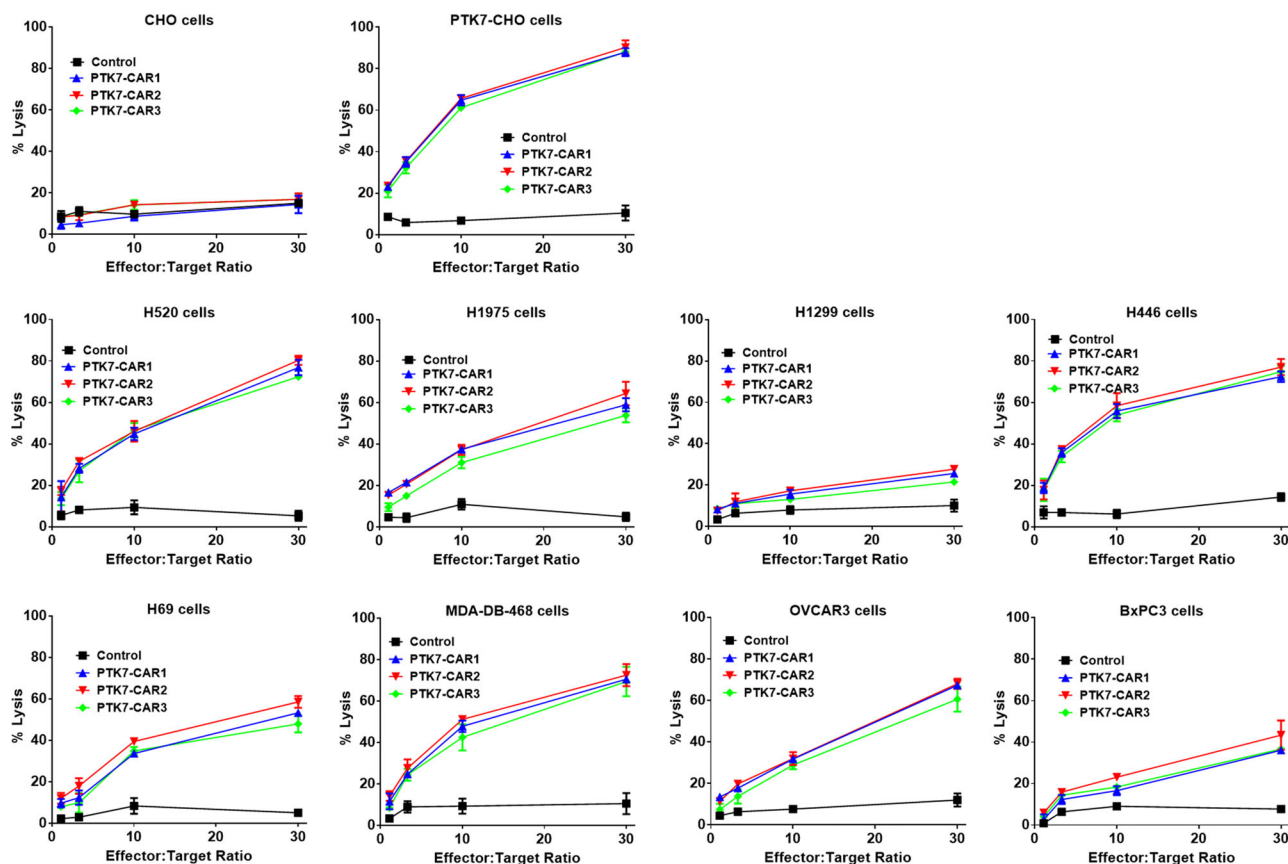 CHO cells
100
80
60
40
20
0
% Lysis
Control
PTK7-CAR1
PTK7-CAR2
PTK7-CAR3
0
10
20
30
Effector:Target Ratio
PTK7-CHO cells
100
80
60
40
20
0
% Lysis
Control
PTK7-CAR1
PTK7-CAR2
PTK7-CAR3
0
10
20
30
Effector:Target Ratio
H520 cells
100
80
60
40
20
0
% Lysis
Control
PTK7-CAR1
PTK7-CAR2
PTK7-CAR3
0
10
20
30
Effector:Target Ratio
H1975 cells
100
80
60
40
20
0
% Lysis
Control
PTK7-CAR1
PTK7-CAR2
PTK7-CAR3
0
10
20
30
Effector:Target Ratio
H1299 cells
100
80
60
40
20
0
% Lysis
Control
PTK7-CAR1
PTK7-CAR2
PTK7-CAR3
0
10
20
30
Effector:Target Ratio
H446 cells
100
80
60
40
20
0
% Lysis
Control
PTK7-CAR1
PTK7-CAR2
PTK7-CAR3
0
10
20
30
Effector:Target Ratio
H69 cells
100
80
60
40
20
0
% Lysis
Control
PTK7-CAR1
PTK7-CAR2
PTK7-CAR3
0
10
20
30
Effector:Target Ratio
MDA-DB-468 cells
100
80
60
40
20
0
% Lysis
Control
PTK7-CAR1
PTK7-CAR2
PTK7-CAR3
0
10
20
30
Effector:Target Ratio
OVCAR3 cells
100
80
60
40
20
0
% Lysis
Control
PTK7-CAR1
PTK7-CAR2
PTK7-CAR3
0
10
20
30
Effector:Target Ratio
BxPC3 cells
100
80
60
40
20
0
% Lysis
Control
PTK7-CAR1
PTK7-CAR2
PTK7-CAR3
0
10
20
30
Effector:Target Ratio